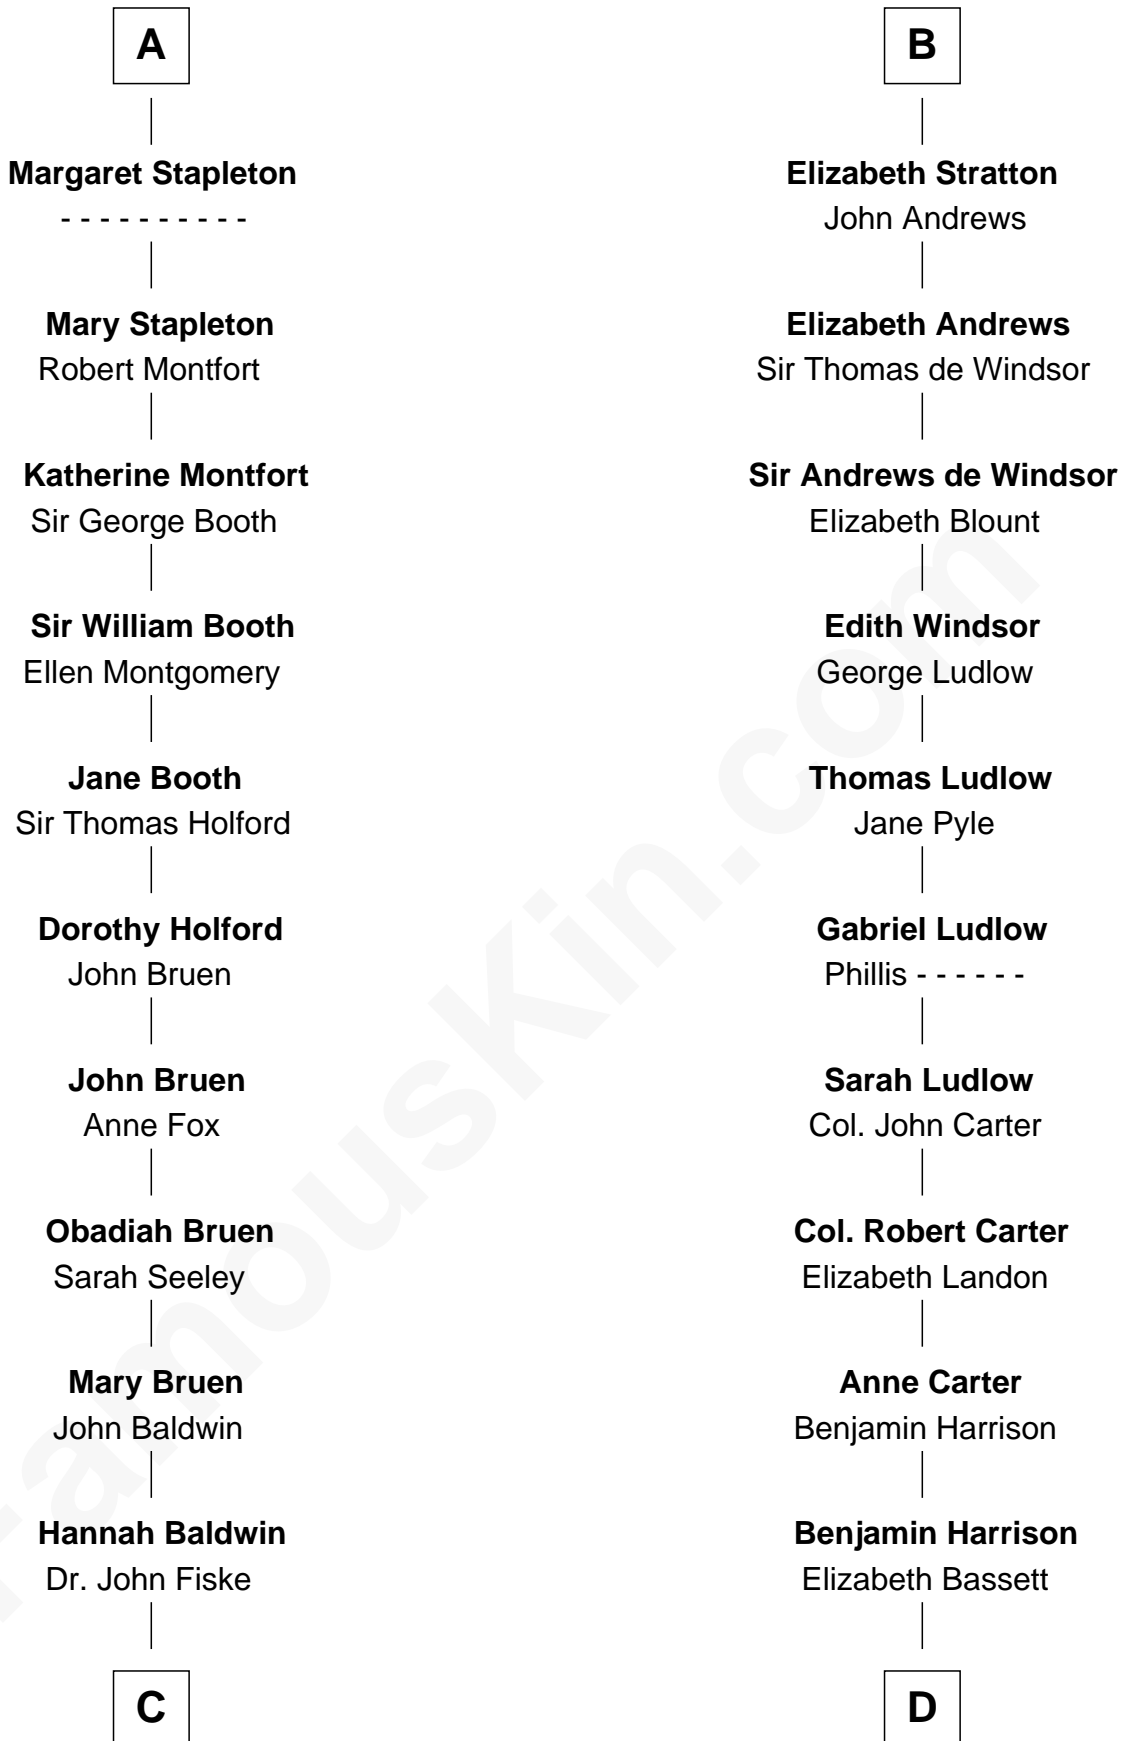 A
Margaret Stapleton
- - - - - - - - - -
Mary Stapleton
Robert Montfort
Katherine Montfort
Sir George Booth
Sir William Booth
Ellen Montgomery
Jane Booth
Sir Thomas Holford
Dorothy Holford
John Bruen
John Bruen
Anne Fox
Obadiah Bruen
Sarah Seeley
Mary Bruen
John Baldwin
Hannah Baldwin
Dr. John Fiske
C
B
Elizabeth Stratton
John Andrews
Elizabeth Andrews
Sir Thomas de Windsor
Sir Andrews de Windsor
Elizabeth Blount
Edith Windsor
George Ludlow
Thomas Ludlow
Jane Pyle
Gabriel Ludlow
Phillis - - - - - -
Sarah Ludlow
Col. John Carter
Col. Robert Carter
Elizabeth Landon
Anne Carter
Benjamin Harrison
Benjamin Harrison
Elizabeth Bassett
D
FamousKin.com